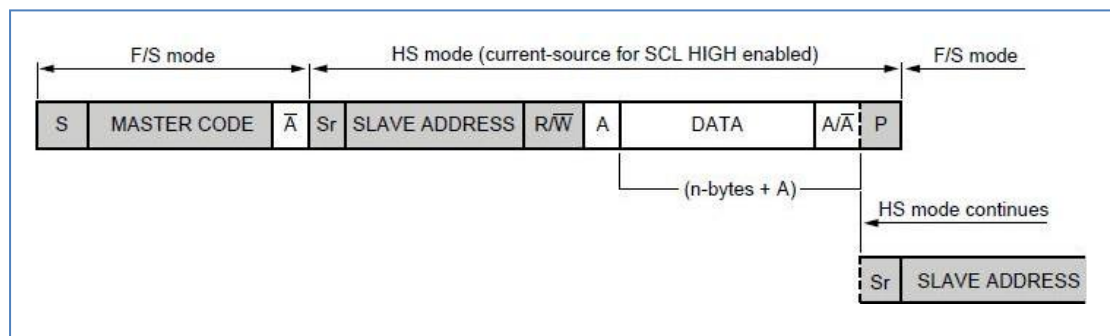 F/S mode HS mode (current-source for SCL HIGH enabled) F/S mode
S MASTER CODE A̅ Sr SLAVE ADDRESS R/W̅ A DATA A/A̅ P
(n-bytes + A)
HS mode continues
Sr SLAVE ADDRESS